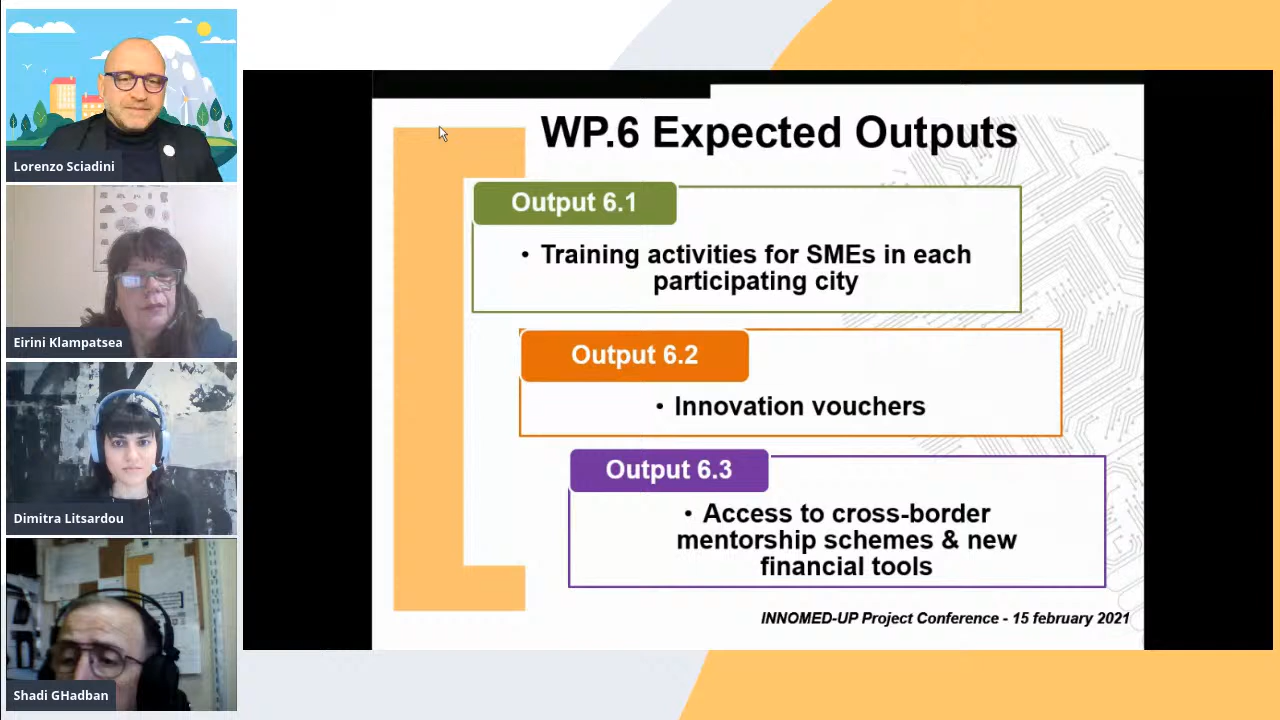 Lorenzo Sciadini
Eirini Klampatsea
Dimitra Litsardou
Shadi GHadban
WP.6 Expected Outputs
Output 6.1
• Training activities for SMEs in each
participating city
Output 6.2
• Innovation vouchers
Output 6.3
• Access to cross-border
mentorship schemes & new
financial tools
INNOMED-UP Project Conference - 15 february 2021